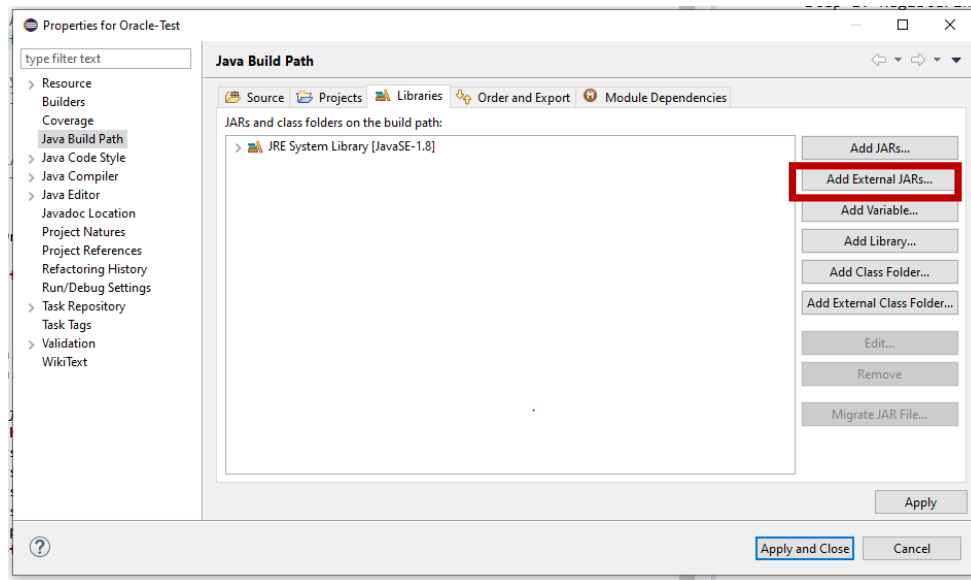 Properties for Oracle-Test
type filter text
Resource
Builders
Coverage
Java Build Path
Java Code Style
Java Compiler
Java Editor
Javadoc Location
Project Natures
Project References
Refactoring History
Run/Debug Settings
Task Repository
Task Tags
Validation
WikiText
Java Build Path
Source Projects Libraries Order and Export Module Dependencies
JARs and class folders on the build path:
JRE System Library [JavaSE-1.8]
Add JARs...
Add External JARs...
Add Variable...
Add Library...
Add Class Folder...
Add External Class Folder...
Edit...
Remove
Migrate JAR File...
Apply
Apply and Close Cancel